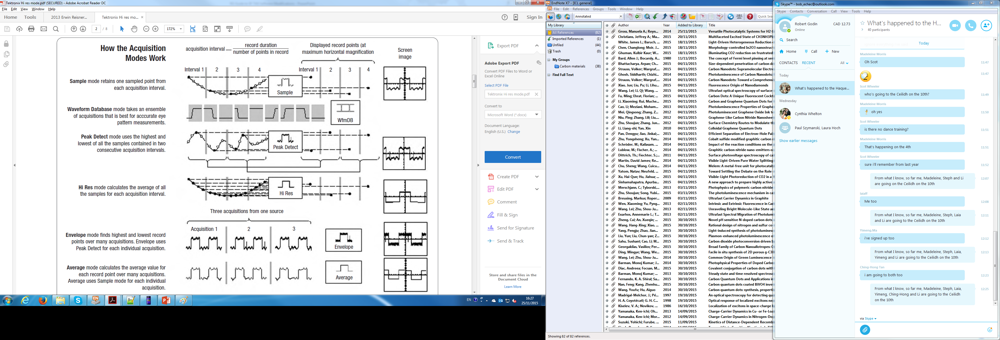 Tektronix Hi res mode.pdf (SECURED) - Adobe Acrobat Reader DC
File Edit View Window Help
Home Tools 2013 Erwin Reisner... Tektronix Hi res mo... × Sign In
2 / 8 172%
How the Acquisition
Modes Work
acquisition interval — record duration
number of points in record
Displayed record points (at
maximum horizontal magnification
Screen
image
Interval 1 2 3 4 Interval 1 2 3 4
Sample mode retains one sampled point from
each acquisition interval.
Sample
Waveform Database mode takes an ensemble
of acquisitions that is best for acccurate eye
pattern measurements.
WfmDB
Peak Detect mode uses the highest and
lowest of all the samples contained in two
consecutive acquisition intervals.
Peak Detect
Hi Res mode calculates the average of all
the samples for each acquisition interval.
Hi Res
Three acquisitions from one source
Acquisition 1 2 3
Envelope mode finds highest and lowest record
points over many acquisitions. Envelope uses
Peak Detect for each individual acquisition.
Envelope
Average mode calculates the average value for
each record point over many acquisitions.
Average uses Sample mode for each individual
acquisition.
Average
Export PDF
Adobe Export PDF
Convert PDF Files to Word or
Excel Online
Select PDF File
Tektronix Hi res mode.pdf
Convert to
Microsoft Word (*.docx)
Document Language:
English (U.S.) Change
Convert
Create PDF
Edit PDF
Comment
Fill & Sign
Send for Signature
Send & Track
Store and share files in the
Document Cloud
Learn More
EN 16:27
25/11/2015
EndNote X7 - [ICL general]
File Edit References Groups Tools Window Help
Annotated Quick Sea
My Library
All References (82)
Imported References (1)
Unfiled (44)
Trash (0)
My Groups
Carbon materials (38)
Find Full Text
Author Year Added to Library Title
Gross, Manuela A.; Reyn... 2014 25/11/2015 Versatile Photocatalytic Systems for H2
Christians, Jeffrey A.; Ma... 2015 20/11/2015 Multifaceted Excited State of CH3NH3P
White, James L.; Baruch, ... 2015 18/11/2015 Light-Driven Heterogeneous Reduction
Chen, Changlong; Moir, J... 2015 18/11/2015 Morphology-controlled In2O3 nanostruc
Ghuman, Kulbir Kaur; W... 2015 18/11/2015 Illuminating CO2 reduction on frustrated
Bard, Allen J.; Bocarsly, A... 1980 11/11/2015 The concept of Fermi level pinning at se
Bhattacharya, Arpan; Ch... 2015 04/11/2015 Size-dependent penetration of carbon d
Strauss, Volker; Margraf,... 2015 04/11/2015 Carbon Nanodots: Supramolecular Electr
Ghosh, Siddharth; Chizhi... 2014 04/11/2015 Photoluminescence of Carbon Nanodots:
Strauss, Volker; Margraf,... 2014 04/11/2015 Carbon Nanodots: Toward a Comprehens
Xiao, Jun; Liu, Pu; Li, Lihu... 2015 04/11/2015 Fluorescence Origin of Nanodiamonds
Wang, Lei; Li, Qi; Wang, ... 2015 04/11/2015 Ultrafast optical spectroscopy of surface-
Fu, Ming; Ehrat, Florian; ... 2015 04/11/2015 Carbon Dots: A Unique Fluorescent Cockt
Li, Xiaoming; Rui, Muche... 2015 04/11/2015 Carbon and Graphene Quantum Dots for
Cao, Li; Meziani, Moham... 2013 04/11/2015 Photoluminescence Properties of Graphe
Mei, Qingsong; Zhang, Z... 2012 04/11/2015 Photoluminescent Graphene Oxide Ink t
Niu, Ping; Zhang, Lili; Liu,... 2012 04/11/2015 Graphene-Like Carbon Nitride Nanoshee
Zhu, Shoujun; Zhang, Jun... 2012 04/11/2015 Surface Chemistry Routes to Modulate th
Li, Liang-shi; Yan, Xin 2010 04/11/2015 Colloidal Graphene Quantum Dots
Pan, Dengyu; Jiao, Jinkai;... 2015 04/11/2015 Efficient Separation of Electron–Hole Pai
Zhu, Yongsheng; Xu, Yan... 2014 04/11/2015 Cobalt sulfide modified graphitic carbon
Schröder, M.; Kailasam, ... 2014 04/11/2015 Impact of the reaction conditions on the
Lublow, M.; Fischer, A.; ... 2014 04/11/2015 Graphitic carbon nitride nano-emitters o
Dittrich, Th.; Fiechter, S.;... 2011 04/11/2015 Surface photovoltage spectroscopy of ca
Martin, David James; Re... 2014 04/11/2015 Visible Light-Driven Pure Water Splitting
Chu, Sheng; Wang, Cuicu... 2014 04/11/2015 Melem: A metal-free unit for photocatal
Yatom, Natav; Neufeld, ... 2015 04/11/2015 Toward Settling the Debate on the Role
Xu, Hai-Qun; Hu, Jiahua; ... 2015 04/11/2015 Visible-Light Photoreduction of CO2 in a
Sinhamahapatra, Apurba... 2015 04/11/2015 A new approach to prepare highly active
Merschjann, C.; Tyborski,... 2013 03/11/2015 Photophysics of polymeric carbon nitride
Zhu, Shoujun; Song, Yubi... 2015 03/11/2015 The photoluminescence mechanism in ca
Breusing, Markus; Roper... 2009 03/11/2015 Ultrafast Carrier Dynamics in Graphite
Wen, Xiaoming; Yu, Pyng... 2013 02/11/2015 Intrinsic and Extrinsic Fluorescence in Car
Wang, Lei; Zhu, Shou-Ju... 2013 02/11/2015 Unraveling Bright Molecule-Like State a
Exarhos, Annemarie L.; T... 2013 02/11/2015 Ultrafast Spectral Migration of Photolum
Zheng, Cui; An, Xueqin; ... 2015 30/10/2015 Novel pH sensitive N-doped carbon dots
Wang, Hang-Xing; Xiao, ... 2015 30/10/2015 Rational design of nitrogen and sulfur co-
Yang, Pengju; Zhao, Jian... 2015 30/10/2015 Light-induced synthesis of photolumines
Liu, Yun; Liu, Chun-yan; Z... 2015 30/10/2015 Plasmon-enhanced photoluminescence o
Sahu, Sushant; Cao, Li; M... 2015 30/10/2015 Carbon dioxide photoconversion driven b
Georgakilas, Vasilios; Per... 2015 30/10/2015 Broad Family of Carbon Nanoallotropes: C
Ding, Mingye; Wang, We... 2015 30/10/2015 Facile in situ synthesis of 2D porous g-C3
Wang, Lei; Zhu, Shou-Ju... 2014 30/10/2015 Common Origin of Green Luminescence
Barman, Monoj Kumar; J... 2014 30/10/2015 Photophysical Properties of Doped Carbo
Diac, Andreea; Focsan, M... 2015 30/10/2015 Covalent conjugation of carbon dots with
Barman, Monoj Kumar; ... 2013 30/10/2015 Steady state and time resolved spectrosc
Fernando, K. A. Shiral; Sa... 2015 30/10/2015 Carbon Quantum Dots and Applications i
Nan, Feng; Kang, Zhenhu... 2015 30/10/2015 Carbon quantum dots coated BiVO4 inve
Wang, Youfu; Hu, Aiguo 2014 30/10/2015 Carbon quantum dots: synthesis, properti
Madrigal-Melchor, J.; Pé... 1997 19/10/2015 An optical spectroscopy for detecting qu
H. A. Coyotécatl; G. H. C... 1998 19/10/2015 Optical response of localized excitons ne
Kiselev, V. A.; Novikov, ... 1986 16/10/2015 Localization of excitons in space-charge l
Yamanaka, Ken-ichi; Oh... 2013 14/09/2015 Charge-Carrier Dynamics in Cu- or Fe-Loa
Yamanaka, Ken-ichi; Mor... 2012 14/09/2015 Charge-Carrier Dynamics in Nitrogen-Do
Suzuki, Yohichi; Furube, ... 2015 11/09/2015 Kinetics of Distance-Dependent Recomb
Showing 82 of 82 references.
Skype™ - bob_echec@outlook.com
Skype Contacts Conversation Call View Tools Help
Robert Godin CAD 12.73
Online
Search
Home Call New
CONTACTS RECENT All
Today
What's happened to the Haque...
Wednesday
Cynthia Whelton
Paul Szymanski, Laura Hoch
Show earlier messages
What's happened to the H...
40 participants
Today
Madeleine Morris
Oh Scot 11:47
11:47
Scot Wheeler
who's going to the Ceilidh on the 10th? 11:49
Madeleine Morris
oh yes 11:50
Scot Wheeler
is there no dance training? 11:51
Madeleine Morris
That's happening on the 4th 11:51
Scot Wheeler
sure i'll remember from last year 11:52
From what I know, so far me, Madeleine, Steph and Li 12:07
are going to the Ceilidh on the 10th
laiaff
Me too 12:08
From what I know, so far me, Madeleine, Steph, Laia 12:11
and Li are going to the Ceilidh on the 10th
Yimeng.Ma
i've signed up too 12:12
From what I know, so far me, Madeleine, Steph, Laia, 12:13
Yimeng and Li are going to the Ceilidh on the 10th
Ching-Hong Tan
i am going to both too 12:23
From what I know, so far me, Madeleine, Steph, Laia, 12:25
Yimeng, Ching-Hong and Li are going to the Ceilidh
on the 10th
via Skype